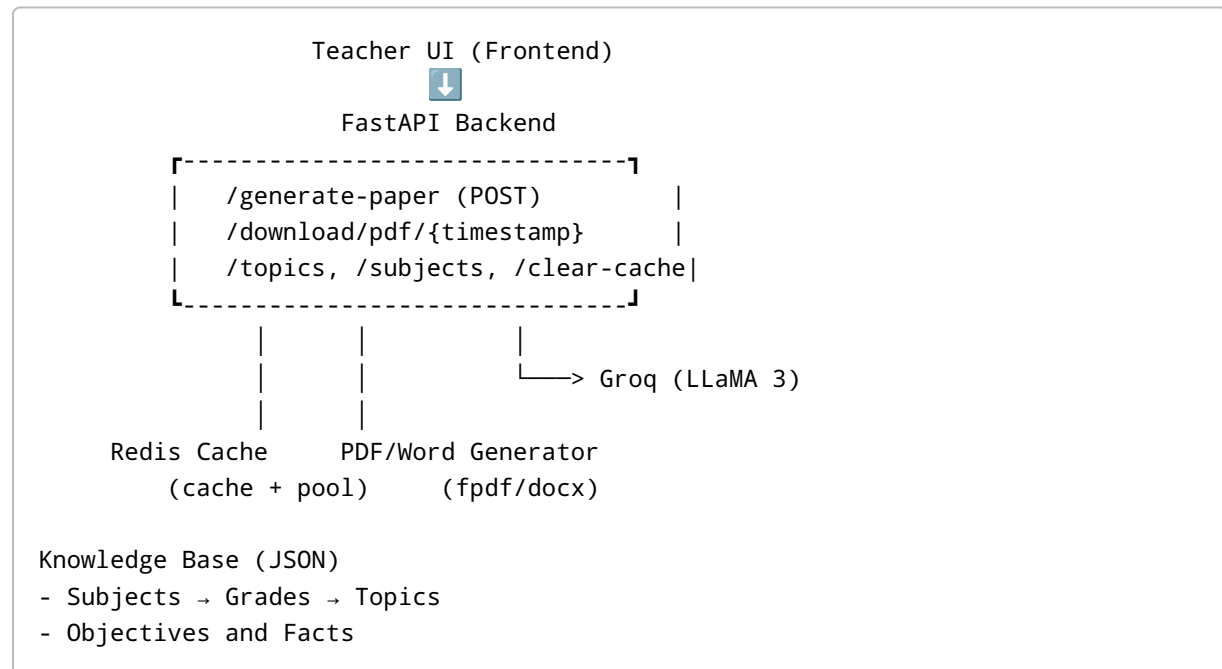 Teacher UI (Frontend)
⬇️
FastAPI Backend
┏-------------------------------┓
|   /generate-paper (POST)         |
|   /download/pdf/{timestamp}      |
|   /topics, /subjects, /clear-cache|
┗-------------------------------┛
│      │          │
│      │          └──> Groq (LLaMA 3)
│      │
Redis Cache     PDF/Word Generator
(cache + pool)     (fpdf/docx)
Knowledge Base (JSON)
- Subjects → Grades → Topics
- Objectives and Facts